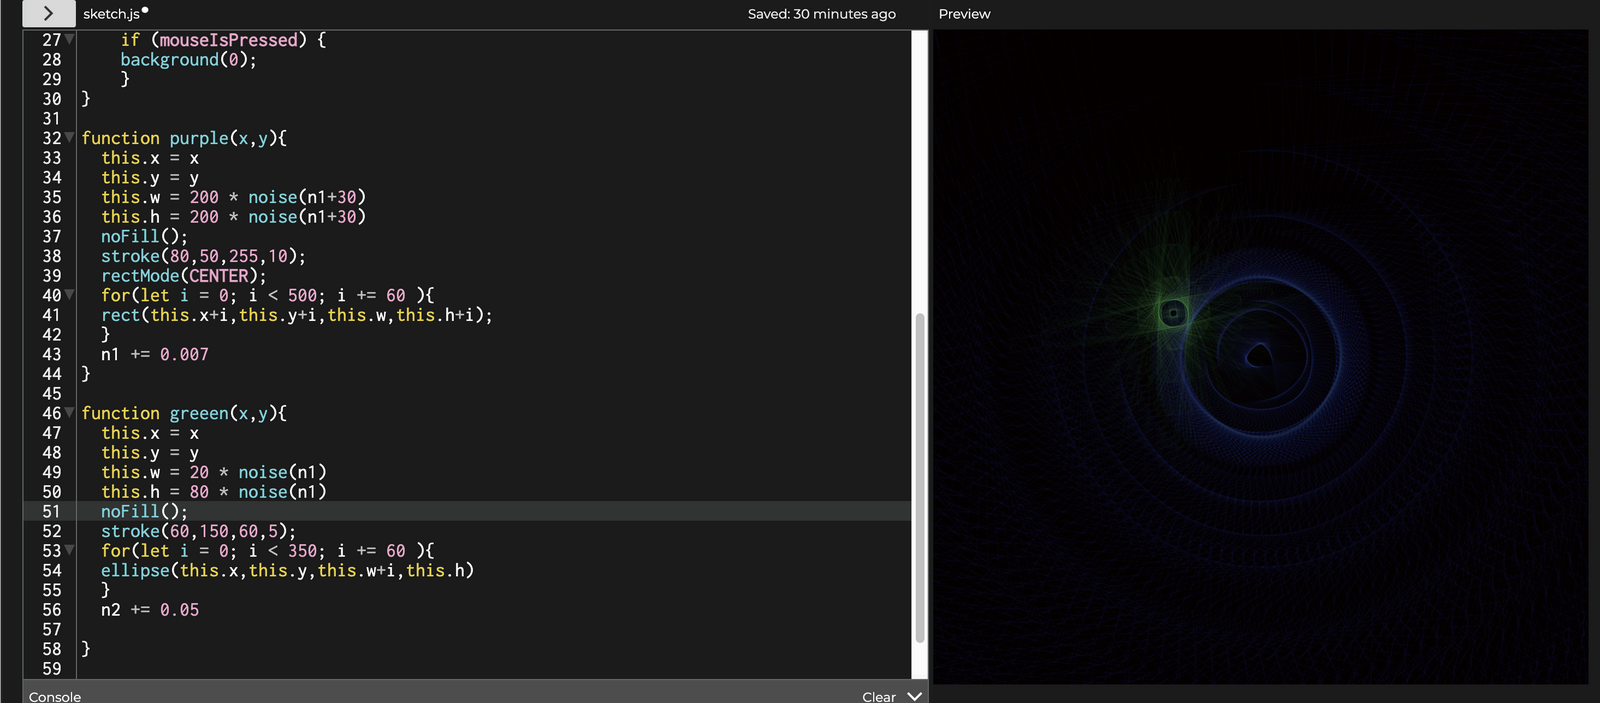 sketch.js Saved: 30 minutes ago Preview
27 if (mouseIsPressed) {
28 background(0);
29 }
30 }
31
32 function purple(x,y){
33 this.x = x
34 this.y = y
35 this.w = 200 * noise(n1+30)
36 this.h = 200 * noise(n1+30)
37 noFill();
38 stroke(80,50,255,10);
39 rectMode(CENTER);
40 for(let i = 0; i < 500; i += 60 ){
41 rect(this.x+i,this.y+i,this.w,this.h+i);
42 }
43 n1 += 0.007
44 }
45
46 function greeen(x,y){
47 this.x = x
48 this.y = y
49 this.w = 20 * noise(n1)
50 this.h = 80 * noise(n1)
51 noFill();
52 stroke(60,150,60,5);
53 for(let i = 0; i < 350; i += 60 ){
54 ellipse(this.x,this.y,this.w+i,this.h)
55 }
56 n2 += 0.05
57
58 }
59
Console Clear